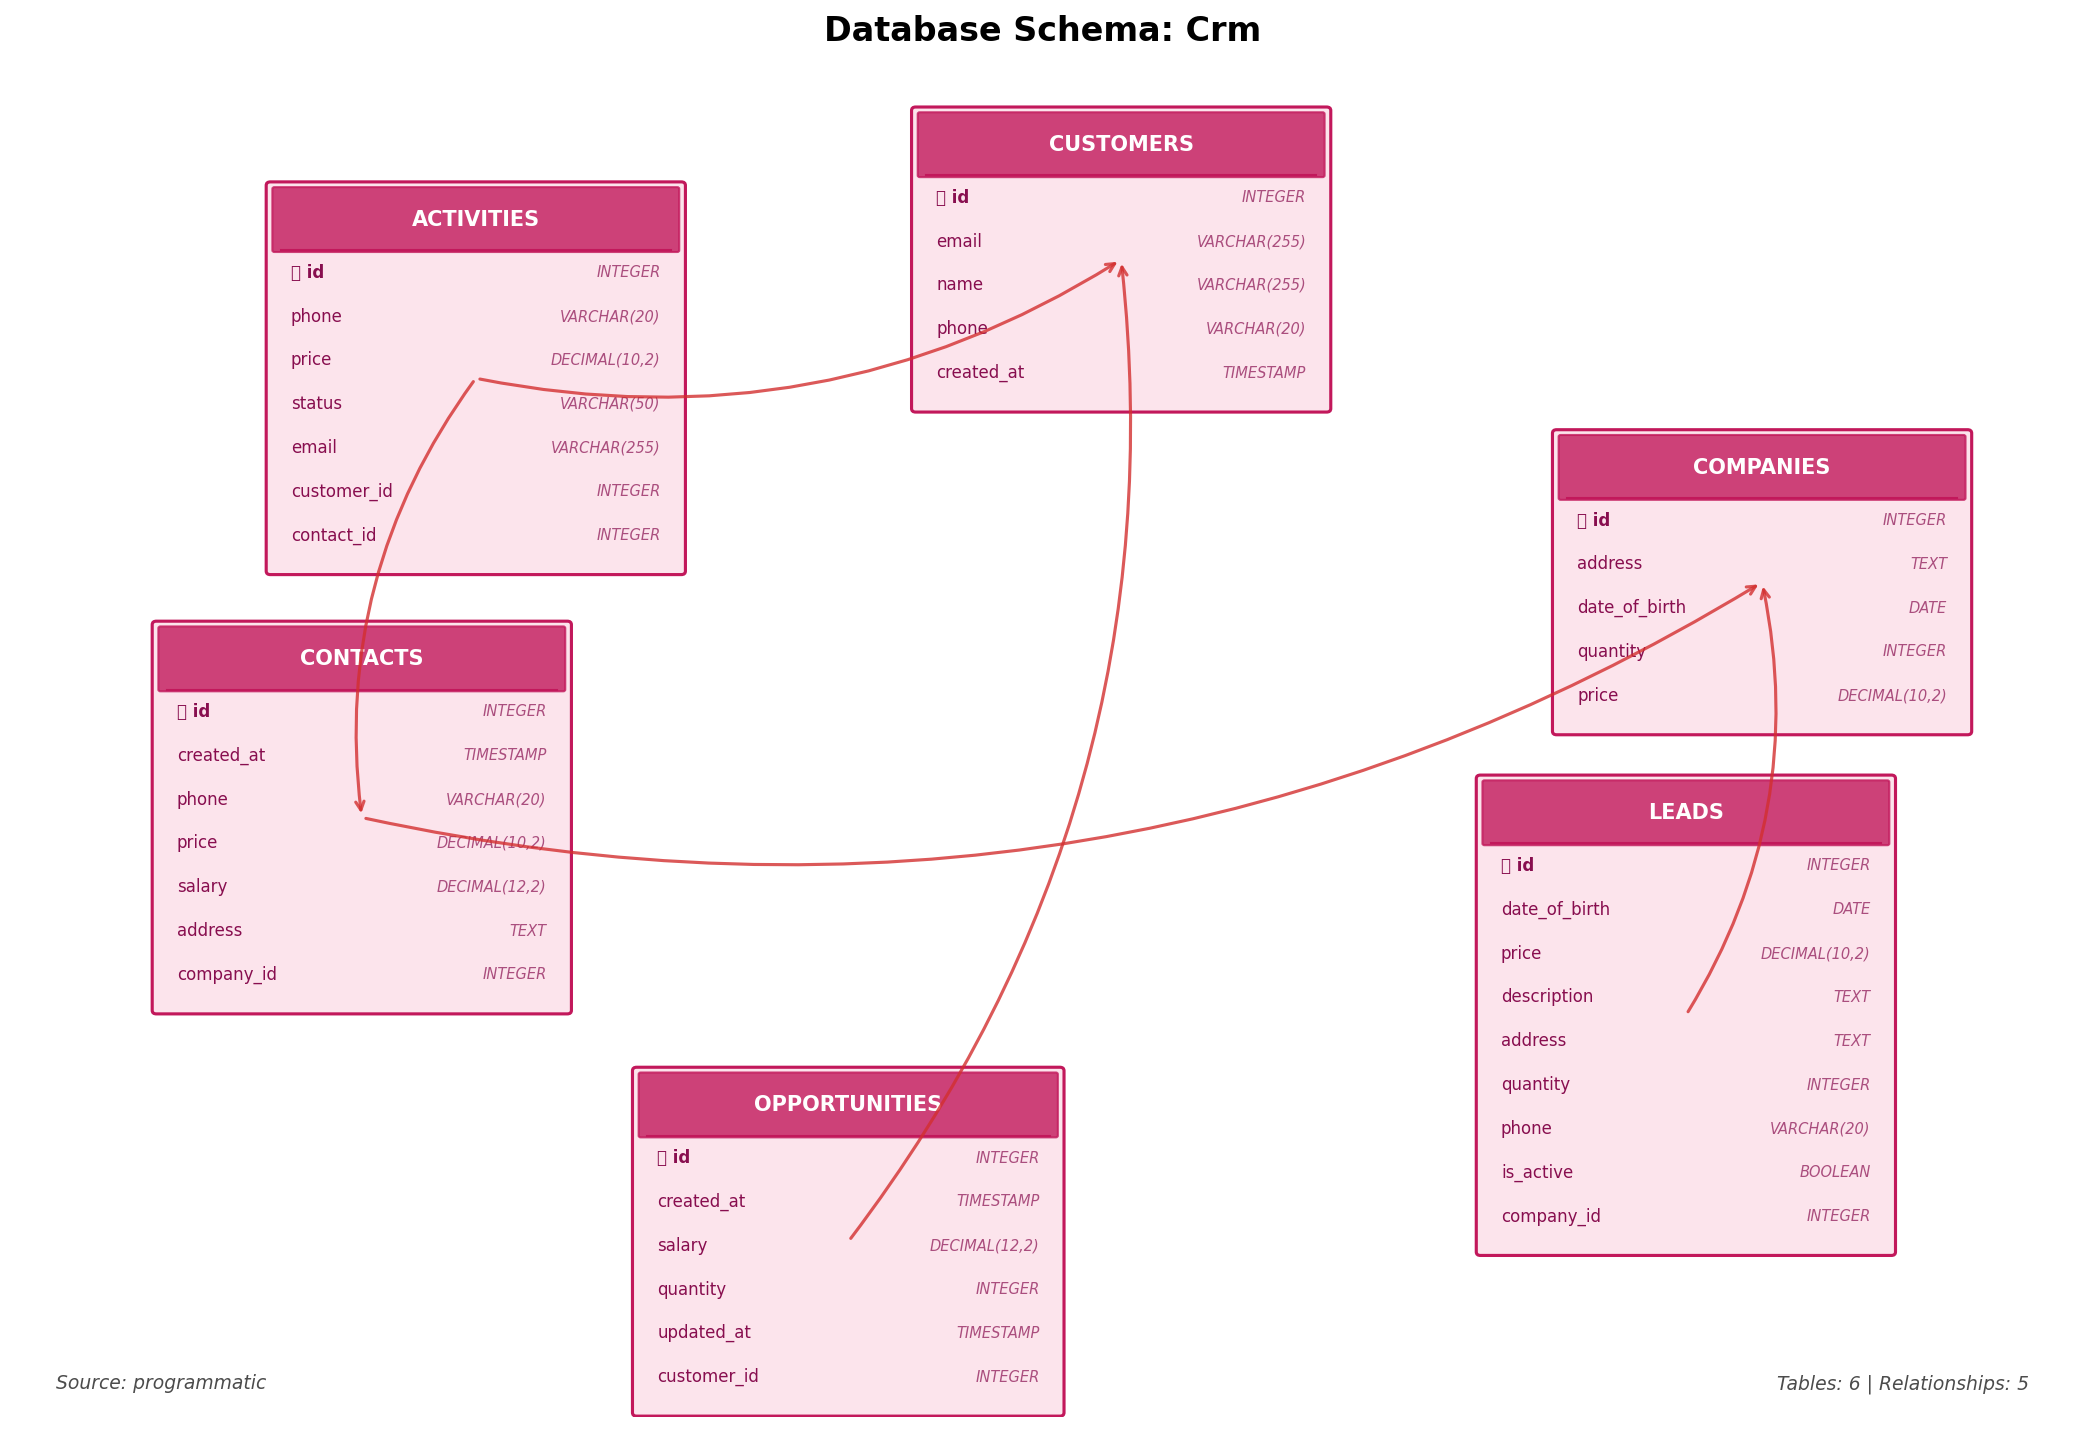 Database Schema: Crm
CUSTOMERS
id INTEGER
email VARCHAR(255)
name VARCHAR(255)
phone VARCHAR(20)
created_at TIMESTAMP
ACTIVITIES
id INTEGER
phone VARCHAR(20)
price DECIMAL(10,2)
status VARCHAR(50)
email VARCHAR(255)
customer_id INTEGER
contact_id INTEGER
COMPANIES
id INTEGER
address TEXT
date_of_birth DATE
quantity INTEGER
price DECIMAL(10,2)
CONTACTS
id INTEGER
created_at TIMESTAMP
phone VARCHAR(20)
price DECIMAL(10,2)
salary DECIMAL(12,2)
address TEXT
company_id INTEGER
LEADS
id INTEGER
date_of_birth DATE
price DECIMAL(10,2)
description TEXT
address TEXT
quantity INTEGER
phone VARCHAR(20)
is_active BOOLEAN
company_id INTEGER
OPPORTUNITIES
id INTEGER
created_at TIMESTAMP
salary DECIMAL(12,2)
quantity INTEGER
updated_at TIMESTAMP
customer_id INTEGER
Source: programmatic
Tables: 6 | Relationships: 5